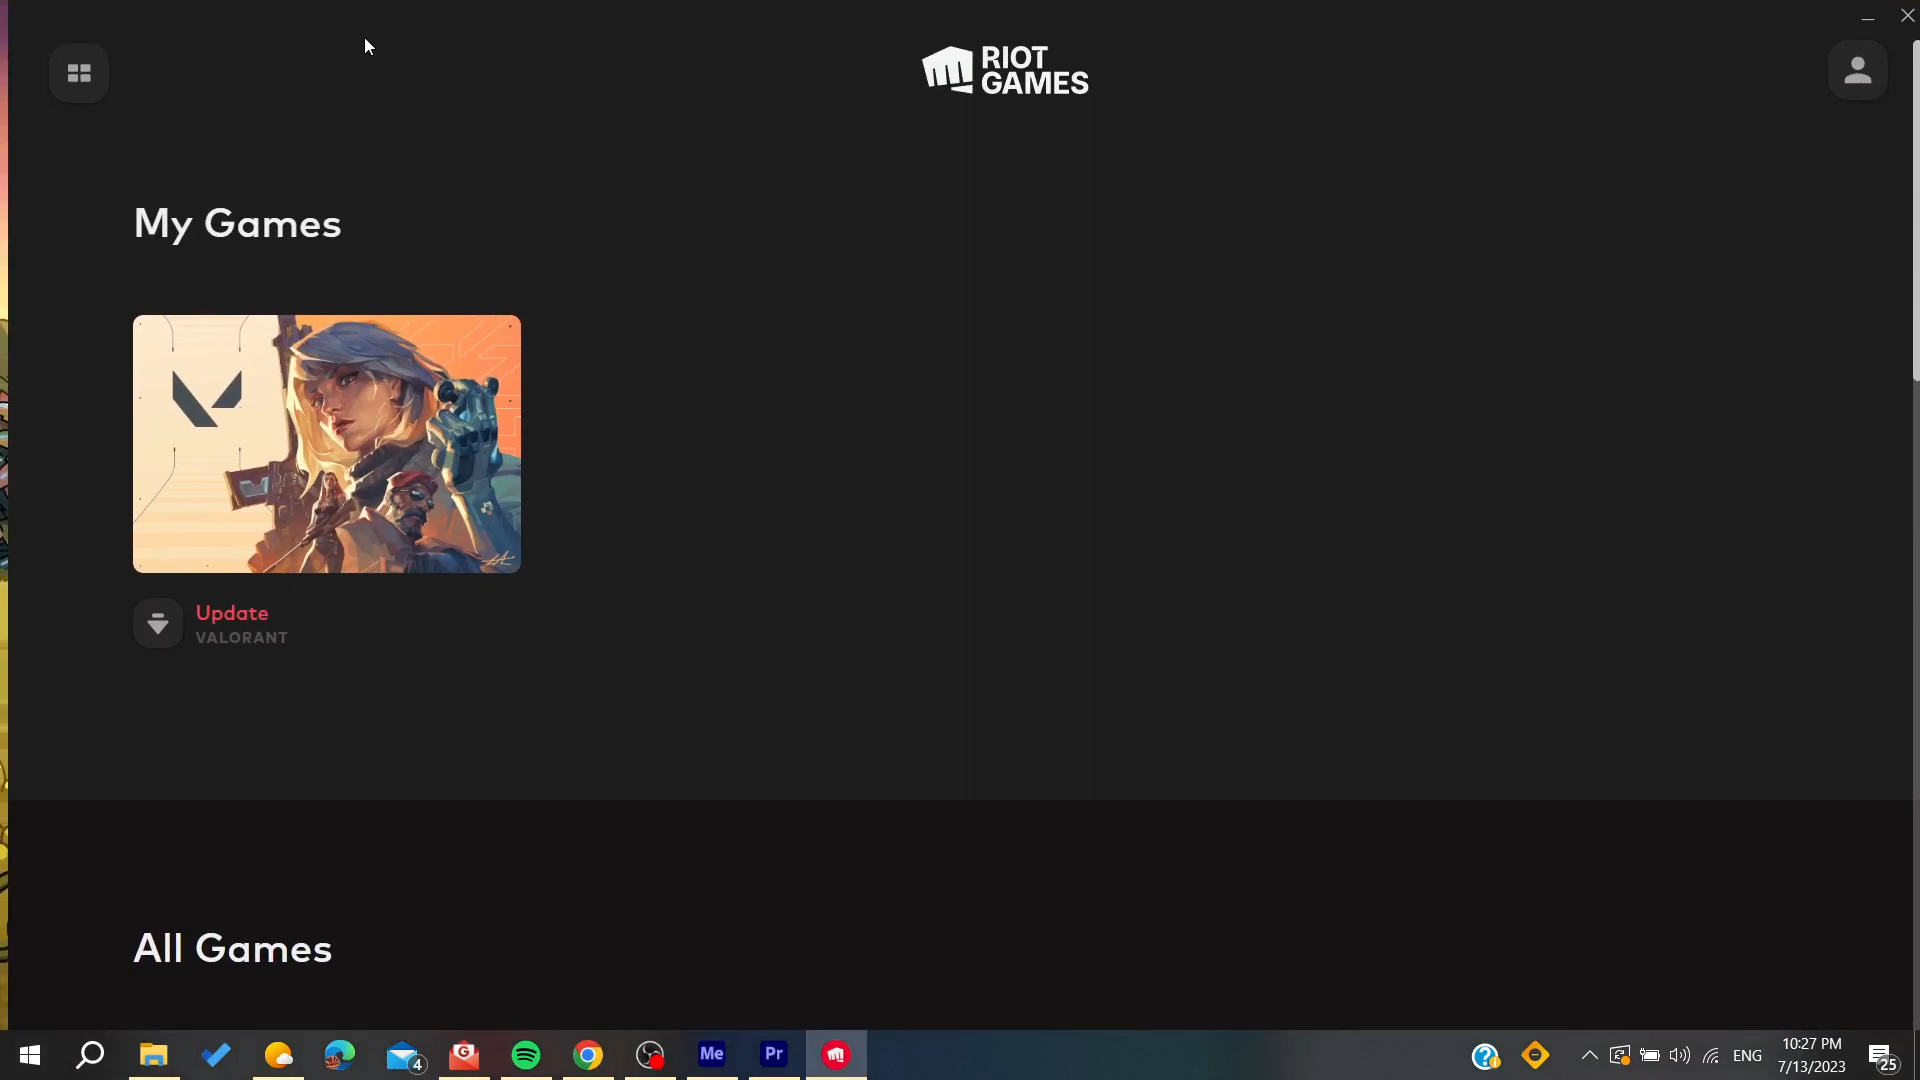 RIOT
GAMES
My Games
Update
VALORANT
All Games
4
G
Me
Pr
ENG
10:27 PM
7/13/2023
25